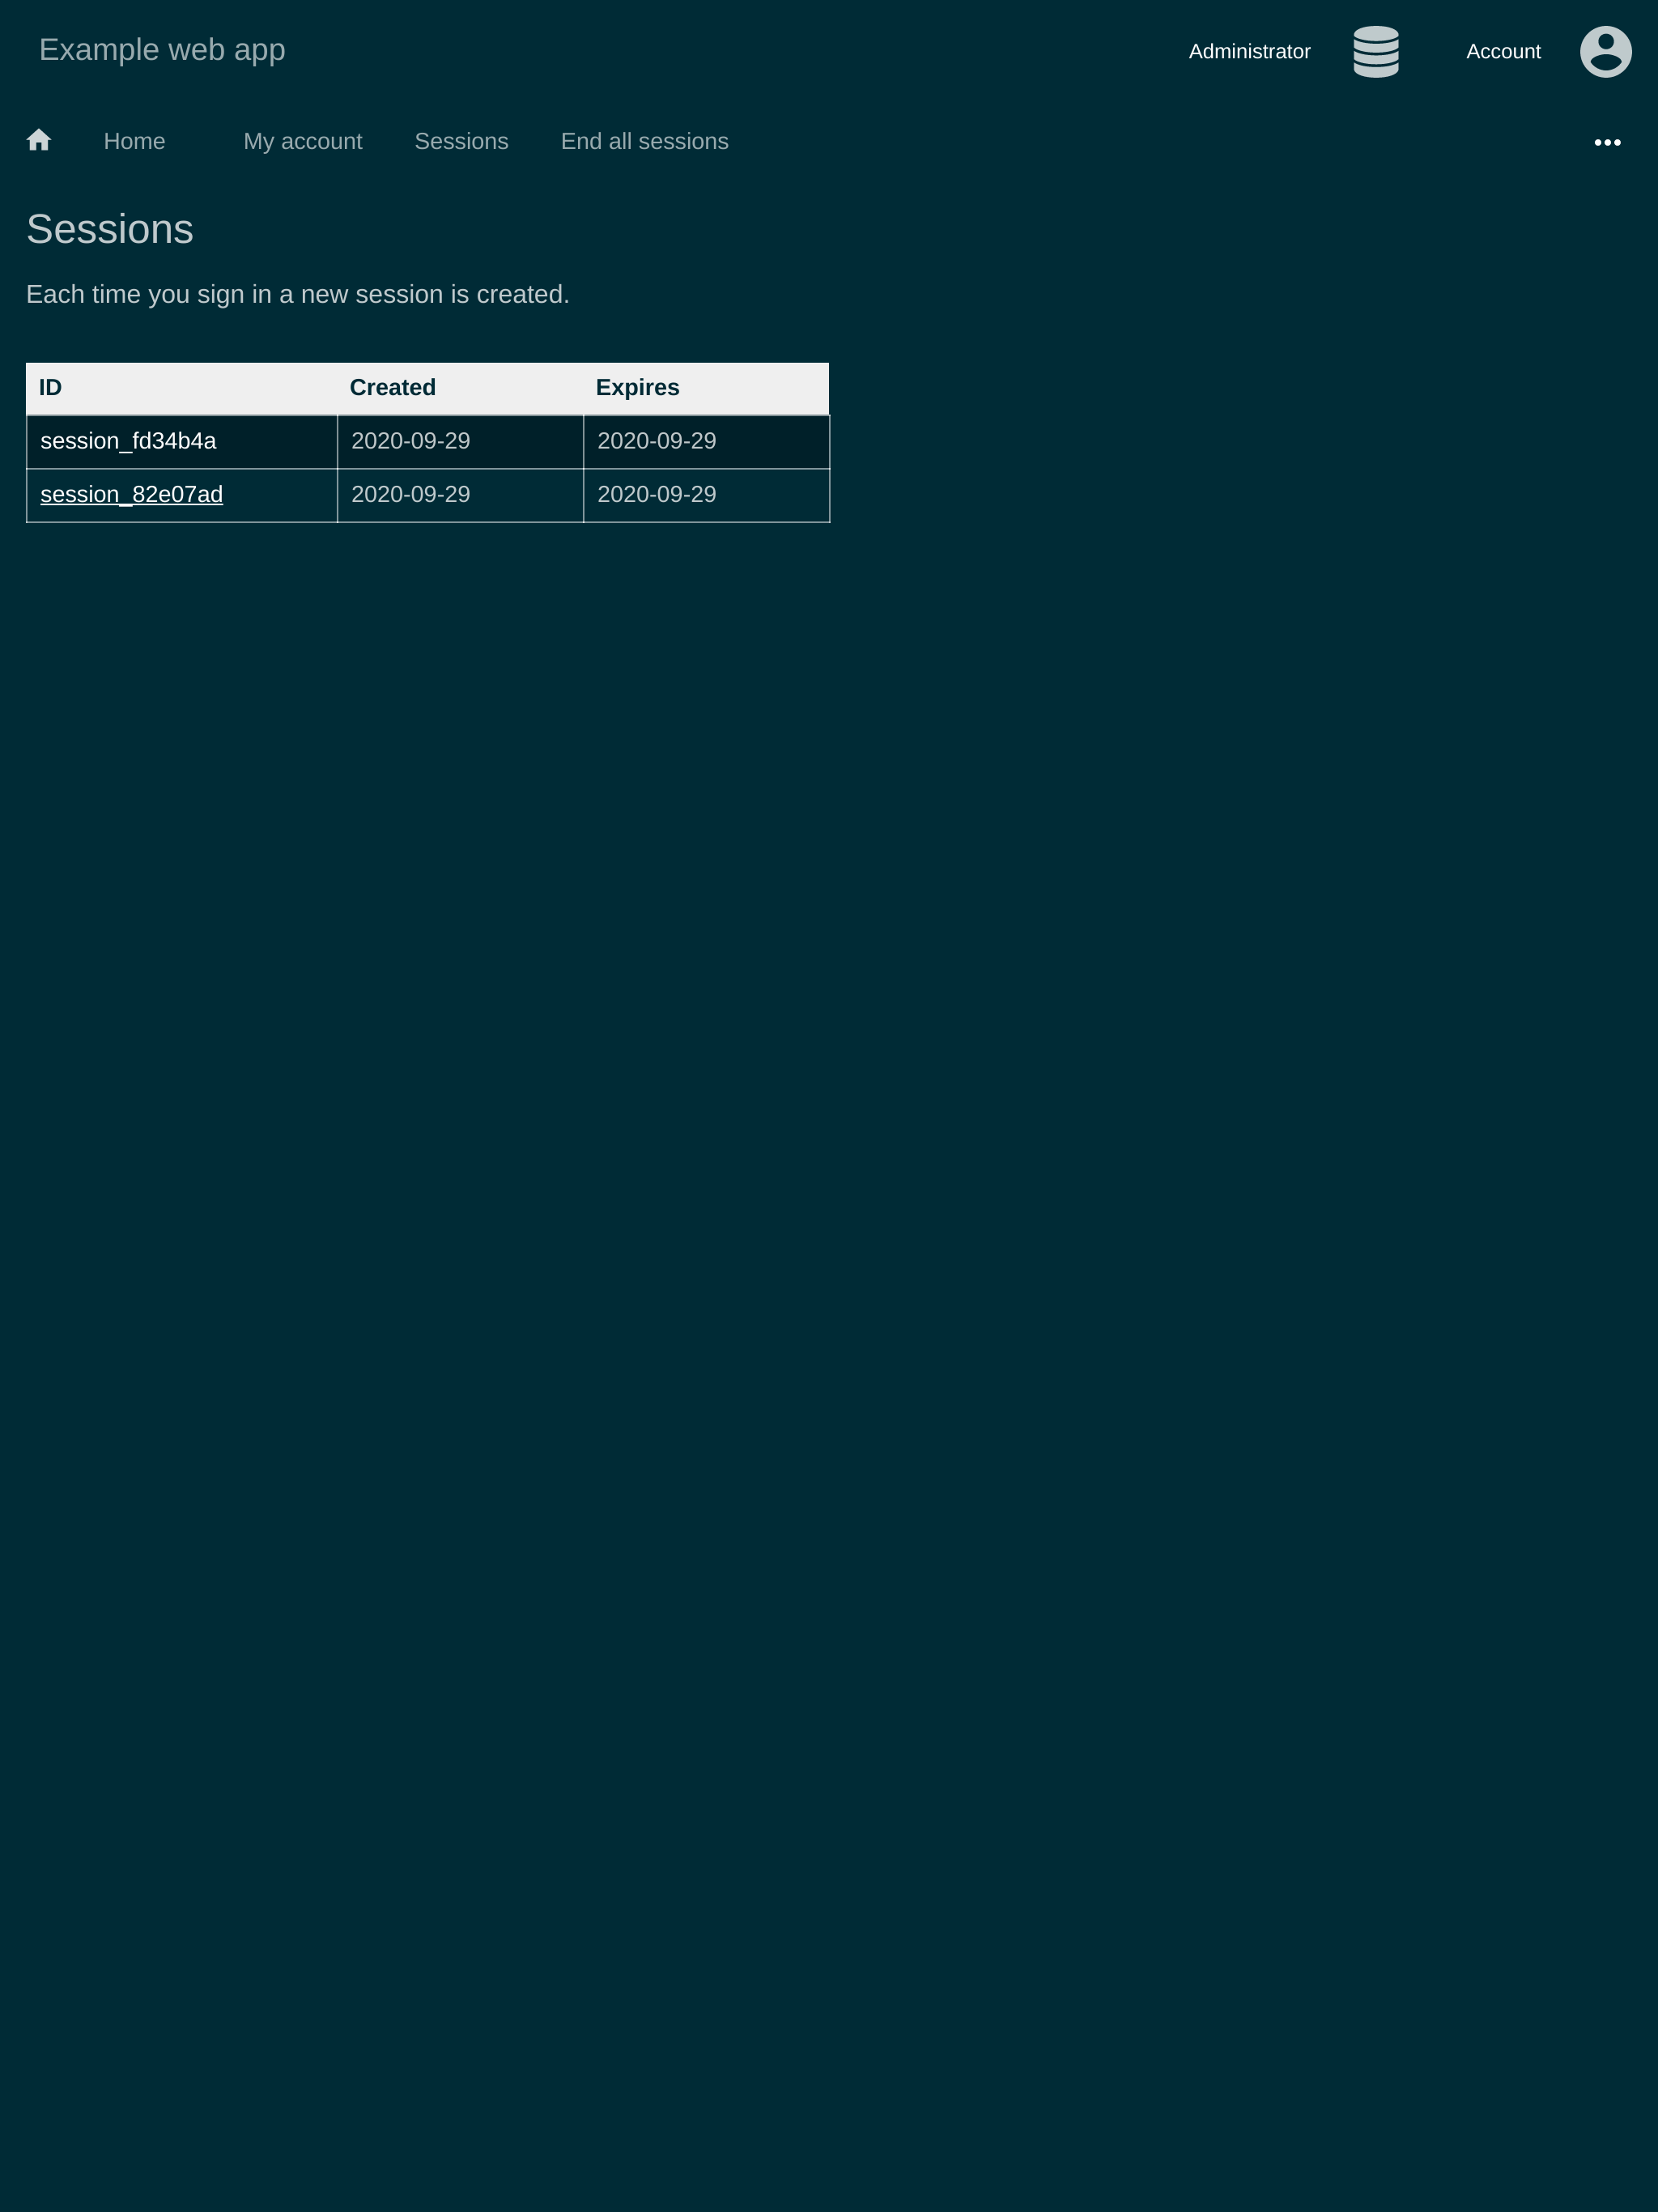 Example web app
Administrator
Account
Home My account Sessions End all sessions
Sessions
Each time you sign in a new session is created.
ID Created Expires
session_fd34b4a 2020-09-29 2020-09-29
session_82e07ad 2020-09-29 2020-09-29